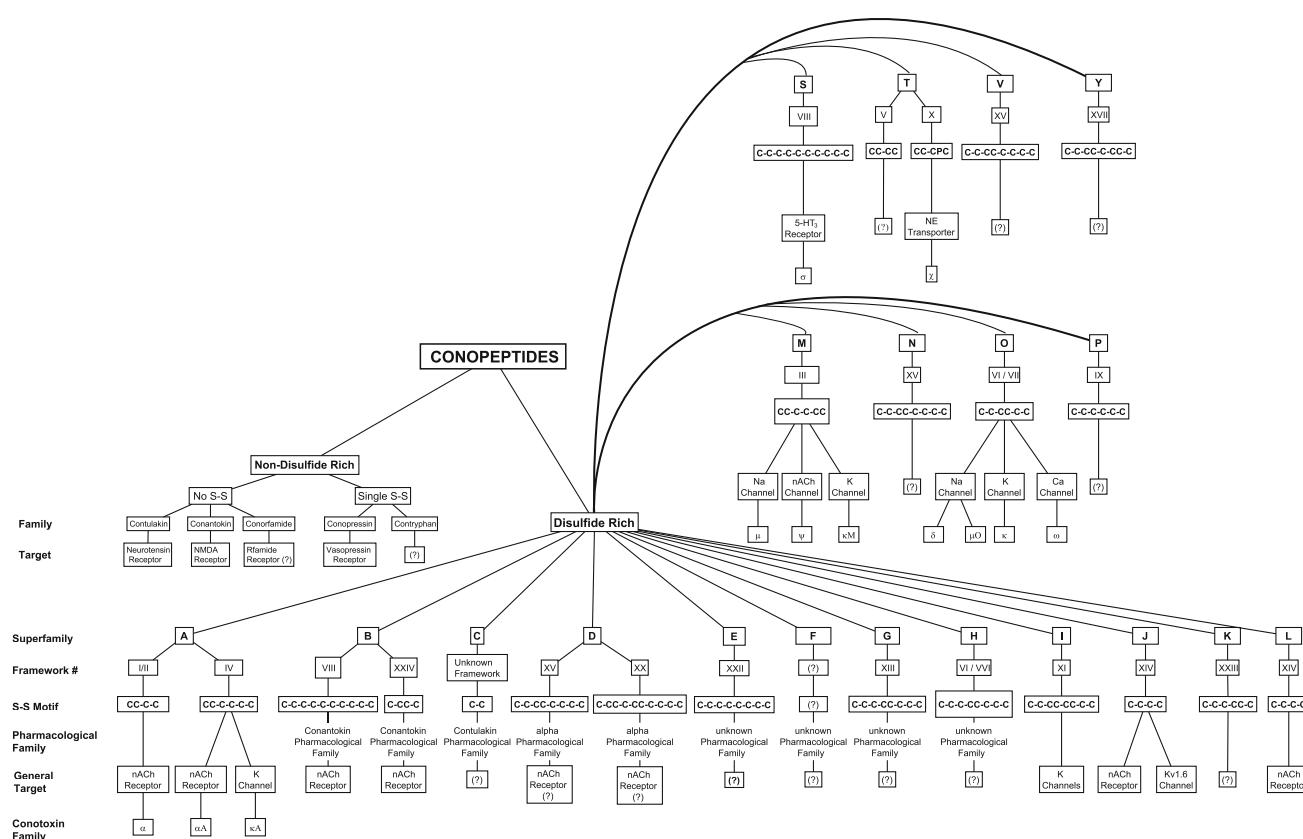 S
T
V
Y
VIII
V
X
XV
XVII
C-C-C-C-C-C-C-C-C-C
CC-CC
CC-CPC
C-C-CC-C-C-C-C
C-C-CC-C-CC-C
5-HT3
Receptor
(?)
NE
Transporter
(?)
(?)
σ
χ
M
N
O
P
III
XV
VI / VII
IX
CC-C-C-CC
C-C-CC-C-C-C-C
C-C-CC-C-C
C-C-C-C-C-C
Na
Channel
nACh
Channel
K
Channel
(?)
Na
Channel
K
Channel
Ca
Channel
(?)
μ
ψ
κM
δ
μO
κ
ω
CONOPEPTIDES
Non-Disulfide Rich
No S-S
Single S-S
Disulfide Rich
Family
Contulakin
Conantokin
Conorfamide
Conopressin
Contryphan
Target
Neurotensin
Receptor
NMDA
Receptor
Rfamide
Receptor (?)
Vasopressin
Receptor
(?)
Superfamily
A
B
C
D
E
F
G
H
I
J
K
L
Framework #
I/II
IV
VIII
XXIV
Unknown
Framework
XV
XX
XXII
(?)
XIII
VI / VVI
XI
XIV
XXIII
XIV
S-S Motif
CC-C-C
CC-C-C-C-C
C-C-C-C-C-C-C-C-C-C
C-CC-C
C-C
C-C-CC-C-C-C-C
C-CC-C-CC-C-C-C-C
C-C-C-C-C-C-C-C
(?)
C-C-C-CC-C-C-C
C-C-C-CC-C-C-C
C-C-CC-CC-C-C
C-C-C-C
C-C-C-CC-C
C-C-C-C
Pharmacological
Family
Conantokin
Pharmacological
Family
Conantokin
Pharmacological
Family
Contulakin
Pharmacological
Family
alpha
Pharmacological
Family
alpha
Pharmacological
Family
unknown
Pharmacological
Family
unknown
Pharmacological
Family
unknown
Pharmacological
Family
unknown
Pharmacological
Family
General
Target
nACh
Receptor
nACh
Receptor
K
Channel
nACh
Receptor
nACh
Receptor
(?)
nACh
Receptor
(?)
nACh
Receptor
(?)
(?)
(?)
(?)
(?)
K
Channels
nACh
Receptor
Kv1.6
Channel
(?)
nACh
Receptor
Conotoxin
Family
α
αA
κA